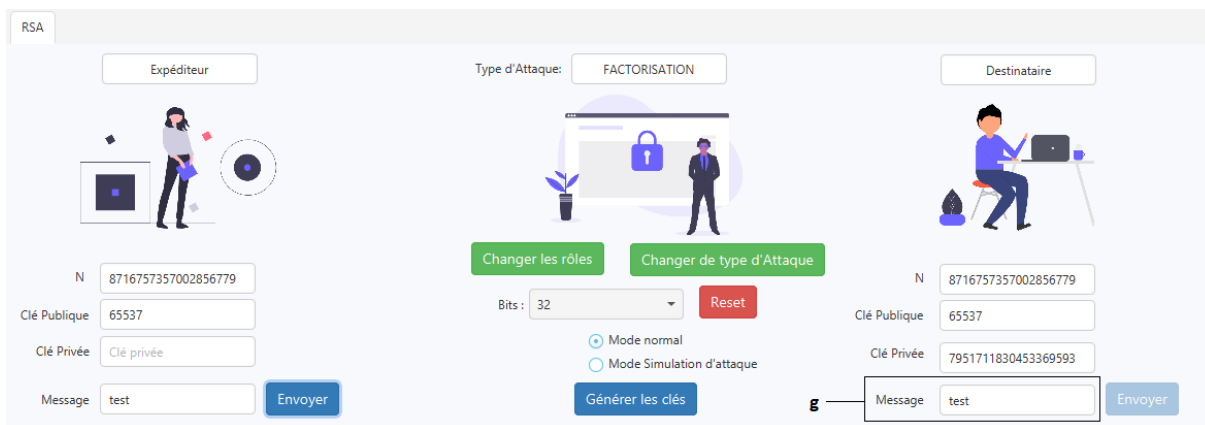 RSA
Expéditeur
Type d'Attaque: FACTORISATION
Destinataire
Changer les rôles
Changer de type d'Attaque
N 8716757357002856779
Clé Publique 65537
Clé Privée Clé privée
Message test Envoyer
Bits : 32 Reset
Mode normal
Mode Simulation d'attaque
Générer les clés
N 8716757357002856779
Clé Publique 65537
Clé Privée 7951711830453369593
g Message test Envoyer